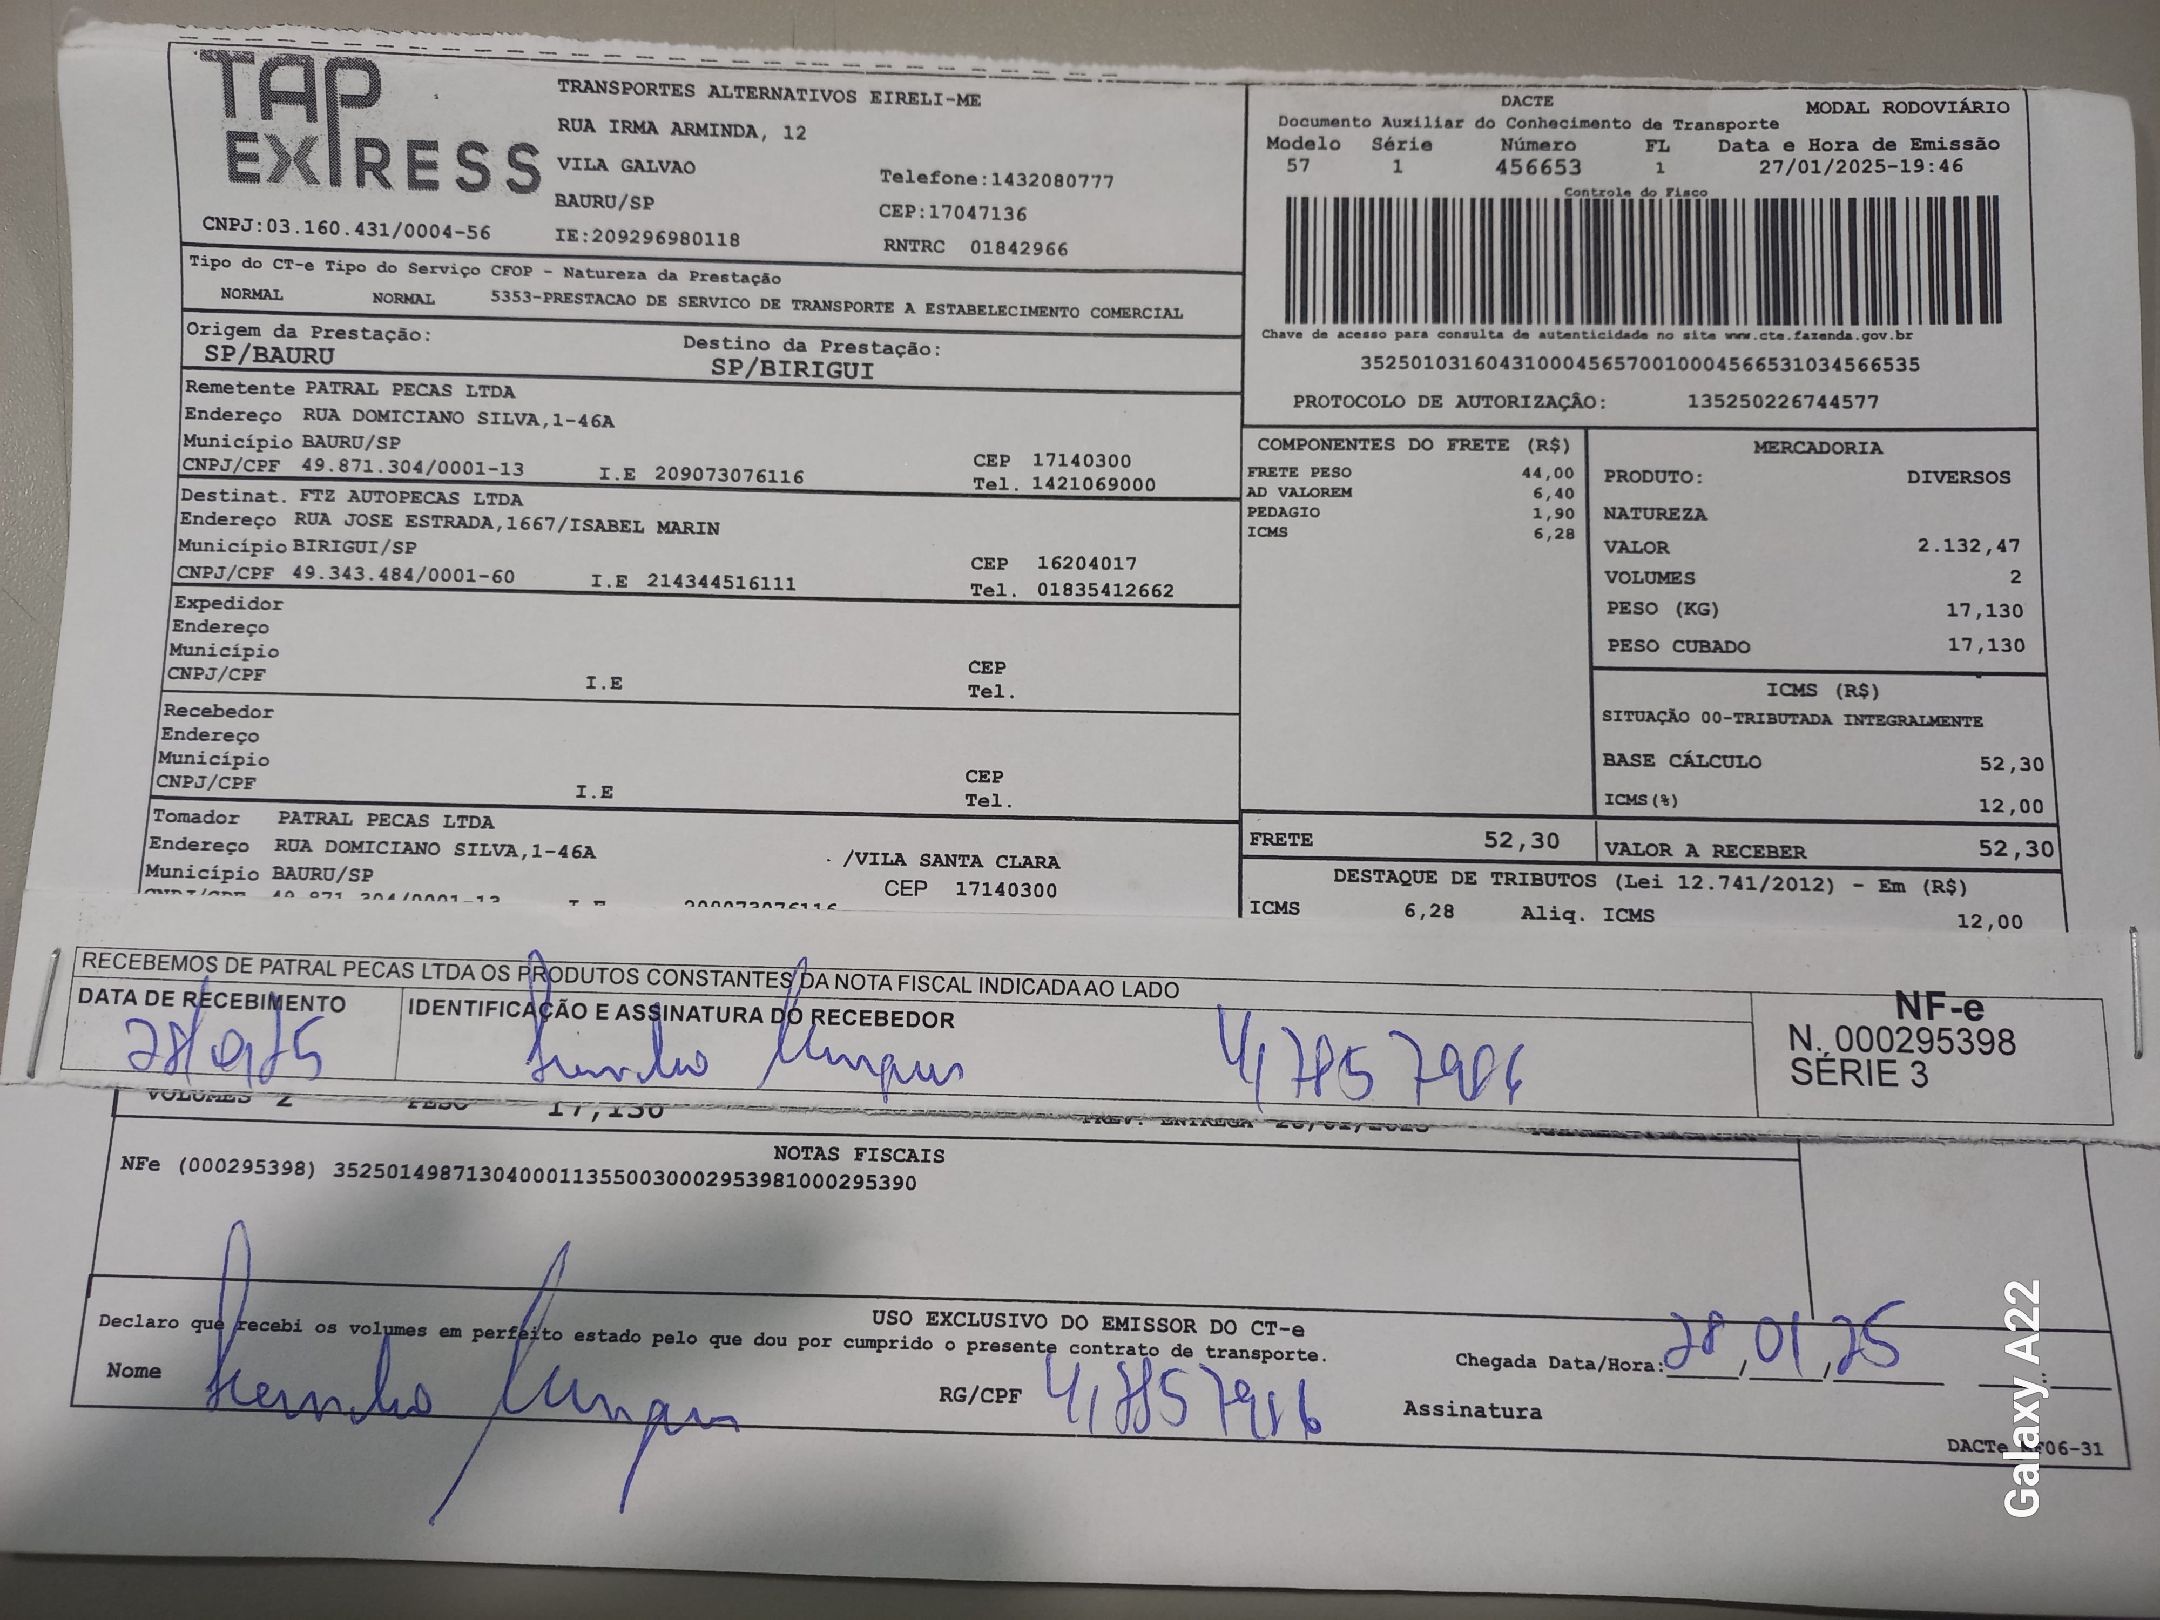 TAP EXPRESS
TRANSPORTES ALTERNATIVOS EIRELI-ME
RUA IRMA ARMINDA, 12
VILA GALVAO
Telefone:1432080777
BAURU/SP
CEP:17047136
CNPJ:03.160.431/0004-56
IE:209296980118
RNTRC 01842966
DACTE
MODAL RODOVIÁRIO
Documento Auxiliar do Conhecimento de Transporte
Modelo Série Número FL Data e Hora de Emissão
57 1 456653 1 27/01/2025-19:46
Controle do Fisco
Chave de acesso para consulta de autenticidade no site www.cte.fazenda.gov.br
35250103160431000456570010004566531034566535
PROTOCOLO DE AUTORIZAÇÃO: 135250226744577
Tipo do CT-e Tipo do Serviço CFOP - Natureza da Prestação
NORMAL NORMAL 5353-PRESTACAO DE SERVICO DE TRANSPORTE A ESTABELECIMENTO COMERCIAL
Origem da Prestação: Destino da Prestação:
SP/BAURU SP/BIRIGUI
Remetente PATRAL PECAS LTDA
Endereço RUA DOMICIANO SILVA,1-46A
Município BAURU/SP CEP 17140300
CNPJ/CPF 49.871.304/0001-13 I.E 209073076116 Tel. 1421069000
Destinat. FTZ AUTOPECAS LTDA
Endereço RUA JOSE ESTRADA,1667/ISABEL MARIN
Município BIRIGUI/SP CEP 16204017
CNPJ/CPF 49.343.484/0001-60 I.E 214344516111 Tel. 01835412662
Expedidor
Endereço
Município CEP
CNPJ/CPF I.E Tel.
Recebedor
Endereço
Município CEP
CNPJ/CPF I.E Tel.
Tomador PATRAL PECAS LTDA
Endereço RUA DOMICIANO SILVA,1-46A /VILA SANTA CLARA
Município BAURU/SP CEP 17140300
CNPJ/CPF 49.871.304/0001-13 I.E 209073076116
COMPONENTES DO FRETE (R$)
FRETE PESO 44,00
AD VALOREM 6,40
PEDAGIO 1,90
ICMS 6,28
MERCADORIA
PRODUTO: DIVERSOS
NATUREZA
VALOR 2.132,47
VOLUMES 2
PESO (KG) 17,130
PESO CUBADO 17,130
ICMS (R$)
SITUAÇÃO 00-TRIBUTADA INTEGRALMENTE
BASE CÁLCULO 52,30
ICMS(%) 12,00
FRETE 52,30 VALOR A RECEBER 52,30
DESTAQUE DE TRIBUTOS (Lei 12.741/2012) - Em (R$)
ICMS 6,28 Aliq. ICMS 12,00
RECEBEMOS DE PATRAL PECAS LTDA OS PRODUTOS CONSTANTES DA NOTA FISCAL INDICADA AO LADO
DATA DE RECEBIMENTO IDENTIFICAÇÃO E ASSINATURA DO RECEBEDOR
NF-e
N. 000295398
SÉRIE 3
VOLUMES 2 PESO 17,130 PREV. ENTREGA 28/01/2025
NOTAS FISCAIS
NFe (000295398) 35250149871304000113550030002953981000295390
USO EXCLUSIVO DO EMISSOR DO CT-e
Declaro que recebi os volumes em perfeito estado pelo que dou por cumprido o presente contrato de transporte.
Chegada Data/Hora: 28,01,25
Nome
RG/CPF
Assinatura
Galaxy A22